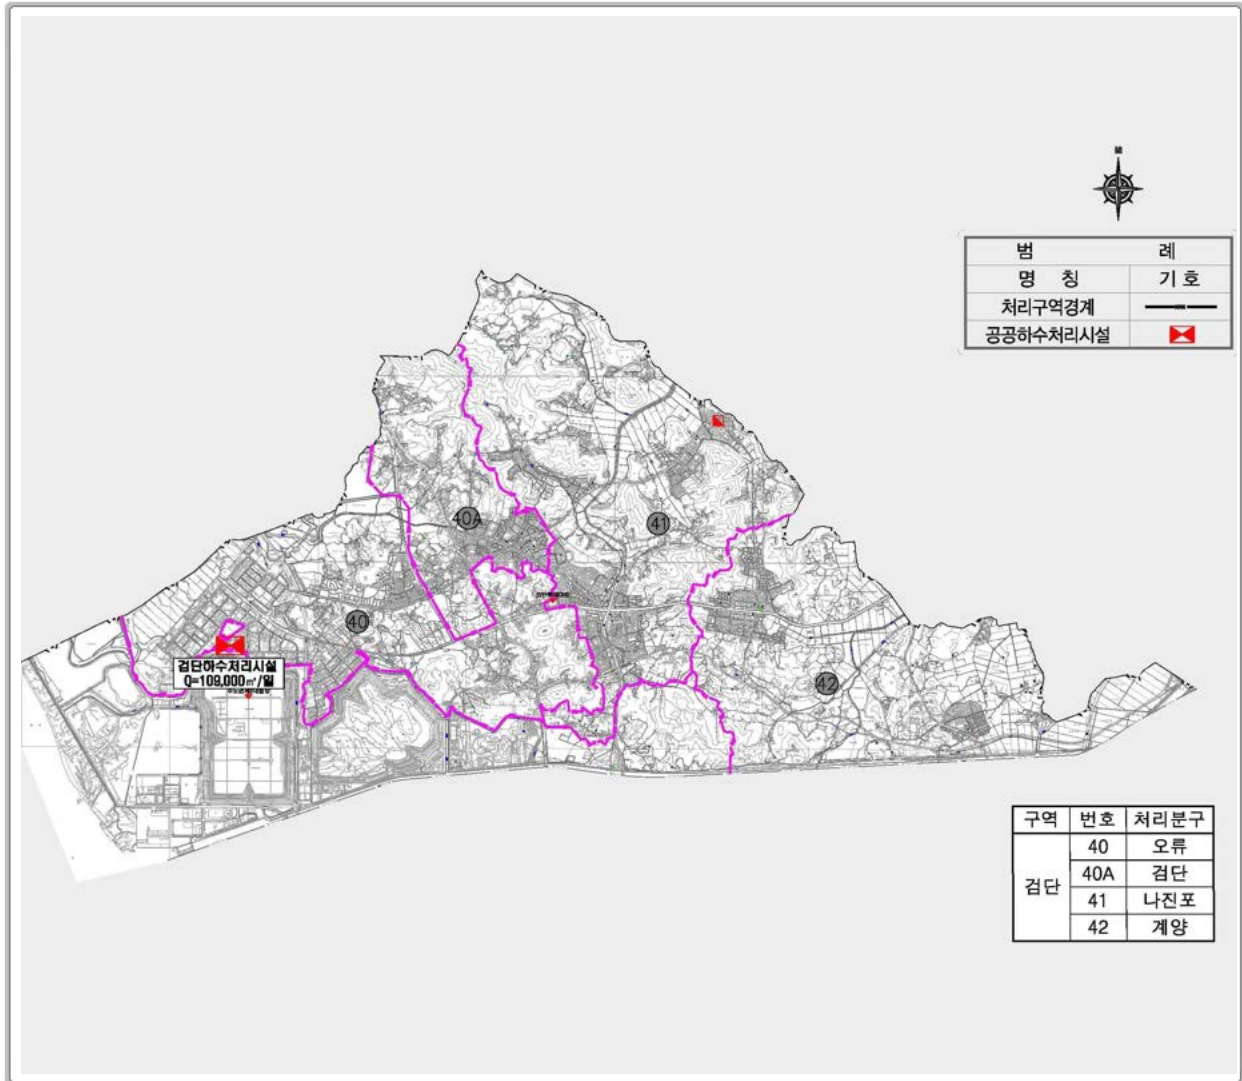 범 례
명 칭 기 호
처리구역경계
공공하수처리시설
40A
41
40
검단하수처리시설
Q=109,000㎥/일
42
구역 번호 처리분구
검단 40 오류
40A 검단
41 나진포
42 계양